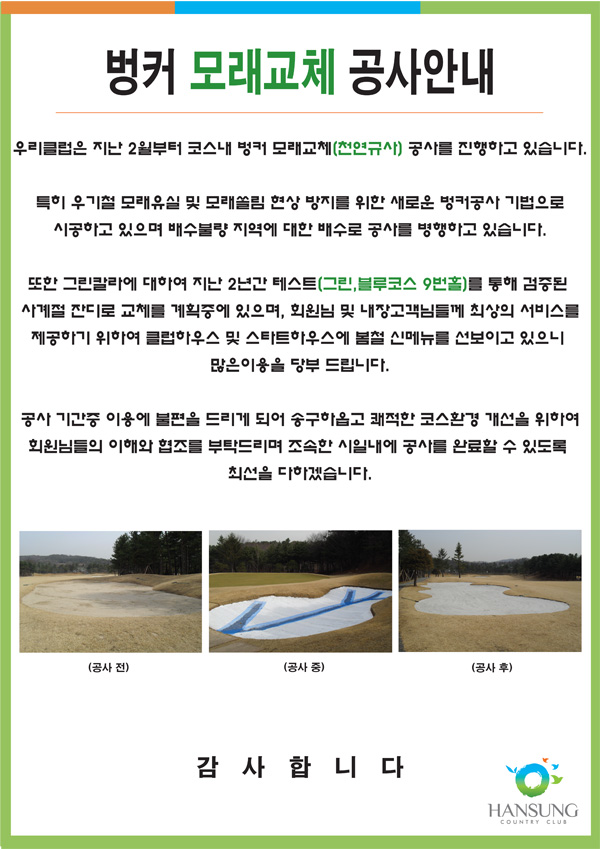 벙커 모래교체 공사안내
우리클럽은 지난 2월부터 코스내 벙커 모래교체(천연규사) 공사를 진행하고 있습니다.
특히 우기철 모래유실 및 모래쏠림 현상 방지를 위한 새로운 벙커공사 기법으로
시공하고 있으며 배수불량 지역에 대한 배수로 공사를 병행하고 있습니다.
또한 그린칼라에 대하여 지난 2년간 테스트(그린,블루코스 9번홀)를 통해 검증된
사계절 잔디로 교체를 계획중에 있으며, 회원님 및 내장고객님들께 최상의 서비스를
제공하기 위하여 클럽하우스 및 스타트하우스에 봄철 신메뉴를 선보이고 있으니
많은이용을 당부 드립니다.
공사 기간중 이용에 불편을 드리게 되어 송구하옵고 쾌적한 코스환경 개선을 위하여
회원님들의 이해와 협조를 부탁드리며 조속한 시일내에 공사를 완료할 수 있도록
최선을 다하겠습니다.
(공사 전) (공사 중) (공사 후)
감 사 합 니 다
HANSUNG
COUNTRY CLUB